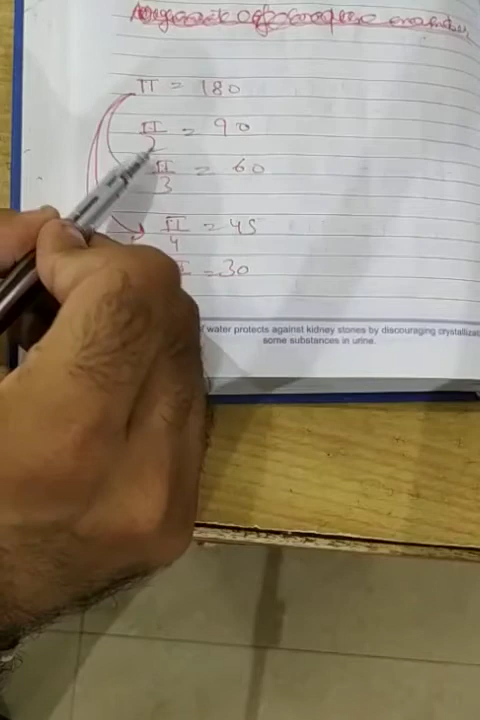 π = 180
π/2 = 90
π/3 = 60
π/4 = 45
= 30
water protects against kidney stones by discouraging
some substances in urine.